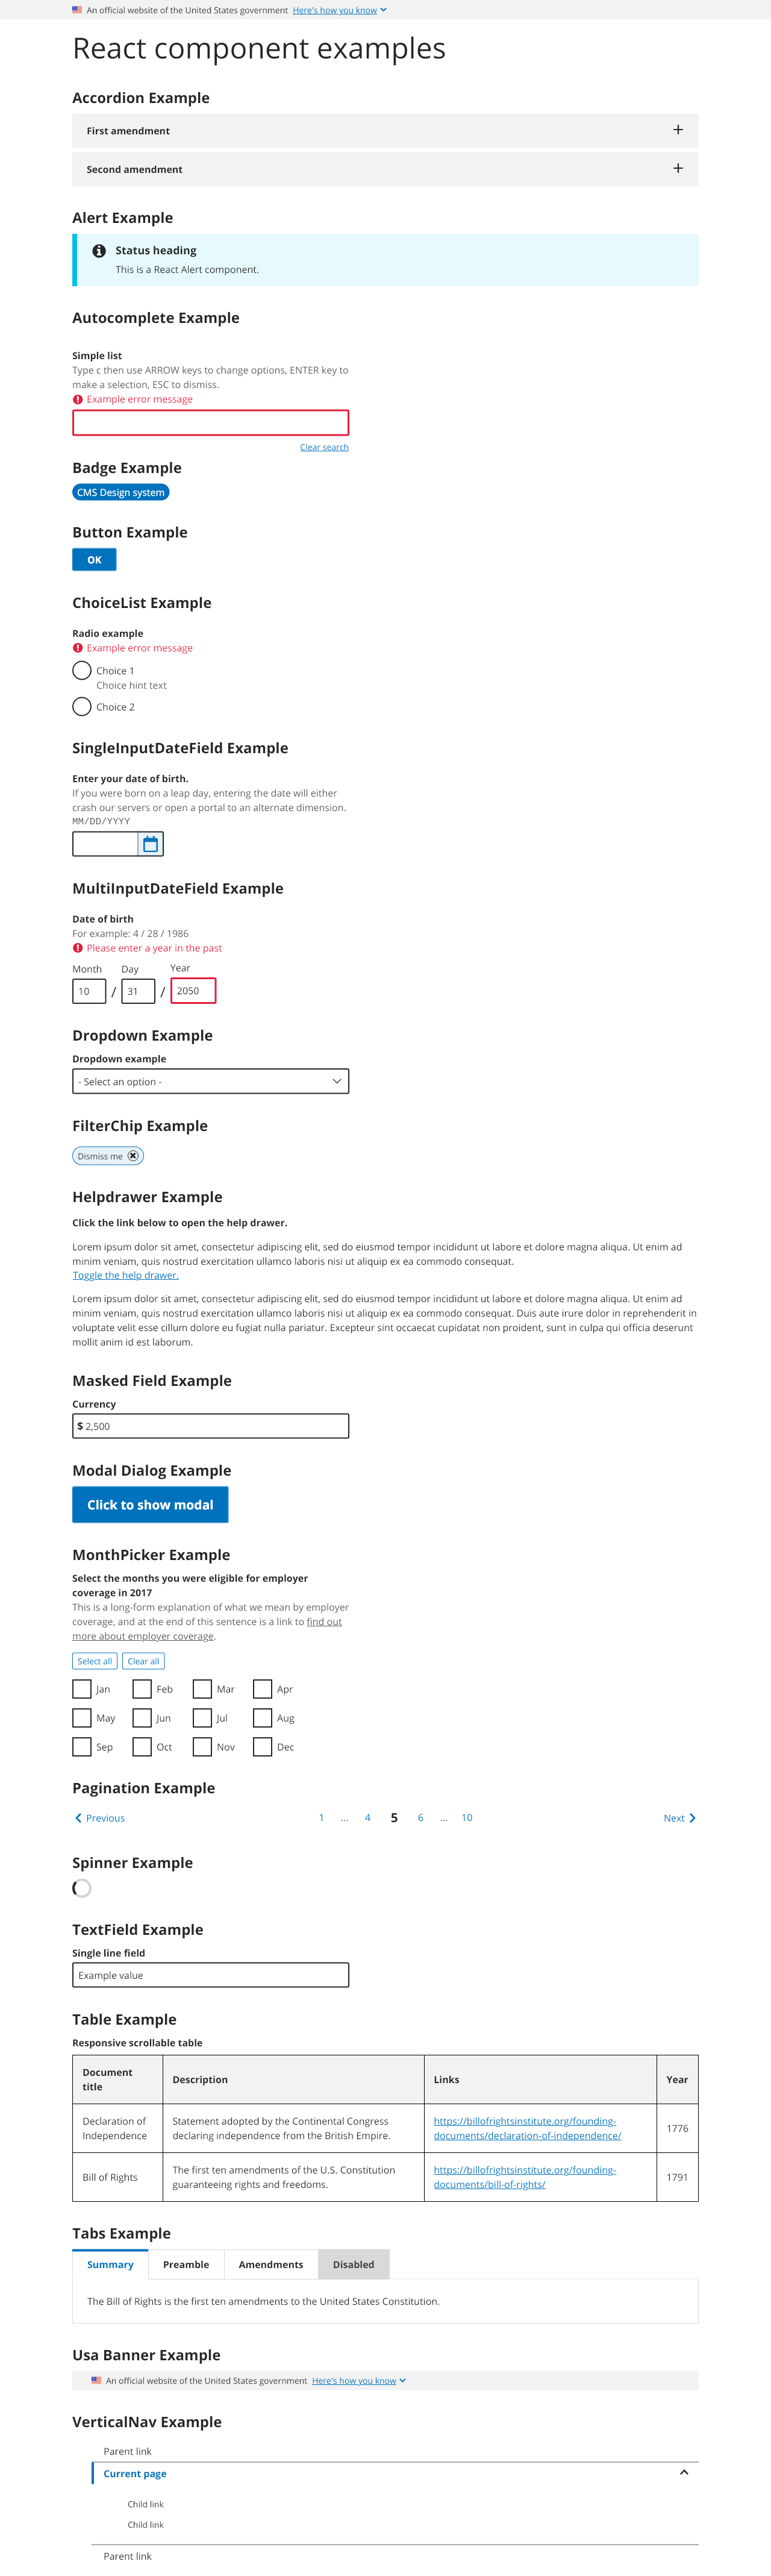 An official website of the United States government Here's how you know
React component examples
Accordion Example
First amendment
Second amendment
Alert Example
Status heading
This is a React Alert component.
Autocomplete Example
Simple list
Type c then use ARROW keys to change options, ENTER key to
make a selection, ESC to dismiss.
Example error message
Clear search
Badge Example
CMS Design system
Button Example
OK
ChoiceList Example
Radio example
Example error message
Choice 1
Choice hint text
Choice 2
SingleInputDateField Example
Enter your date of birth.
If you were born on a leap day, entering the date will either
crash our servers or open a portal to an alternate dimension.
MM/DD/YYYY
MultiInputDateField Example
Date of birth
For example: 4 / 28 / 1986
Please enter a year in the past
Month Day Year
10 / 31 / 2050
Dropdown Example
Dropdown example
- Select an option -
FilterChip Example
Dismiss me
Helpdrawer Example
Click the link below to open the help drawer.
Lorem ipsum dolor sit amet, consectetur adipiscing elit, sed do eiusmod tempor incididunt ut labore et dolore magna aliqua. Ut enim ad
minim veniam, quis nostrud exercitation ullamco laboris nisi ut aliquip ex ea commodo consequat.
Toggle the help drawer.
Lorem ipsum dolor sit amet, consectetur adipiscing elit, sed do eiusmod tempor incididunt ut labore et dolore magna aliqua. Ut enim ad
minim veniam, quis nostrud exercitation ullamco laboris nisi ut aliquip ex ea commodo consequat. Duis aute irure dolor in reprehenderit in
voluptate velit esse cillum dolore eu fugiat nulla pariatur. Excepteur sint occaecat cupidatat non proident, sunt in culpa qui officia deserunt
mollit anim id est laborum.
Masked Field Example
Currency
$ 2,500
Modal Dialog Example
Click to show modal
MonthPicker Example
Select the months you were eligible for employer
coverage in 2017
This is a long-form explanation of what we mean by employer
coverage, and at the end of this sentence is a link to find out
more about employer coverage.
Select all Clear all
Jan Feb Mar Apr
May Jun Jul Aug
Sep Oct Nov Dec
Pagination Example
Previous 1 ... 4 5 6 ... 10 Next
Spinner Example
TextField Example
Single line field
Example value
Table Example
Responsive scrollable table
Document
title
Description
Links
Year
Declaration of
Independence
Statement adopted by the Continental Congress
declaring independence from the British Empire.
https://billofrightsinstitute.org/founding-
documents/declaration-of-independence/
1776
Bill of Rights
The first ten amendments of the U.S. Constitution
guaranteeing rights and freedoms.
https://billofrightsinstitute.org/founding-
documents/bill-of-rights/
1791
Tabs Example
Summary Preamble Amendments Disabled
The Bill of Rights is the first ten amendments to the United States Constitution.
Usa Banner Example
An official website of the United States government Here's how you know
VerticalNav Example
Parent link
Current page
Child link
Child link
Parent link